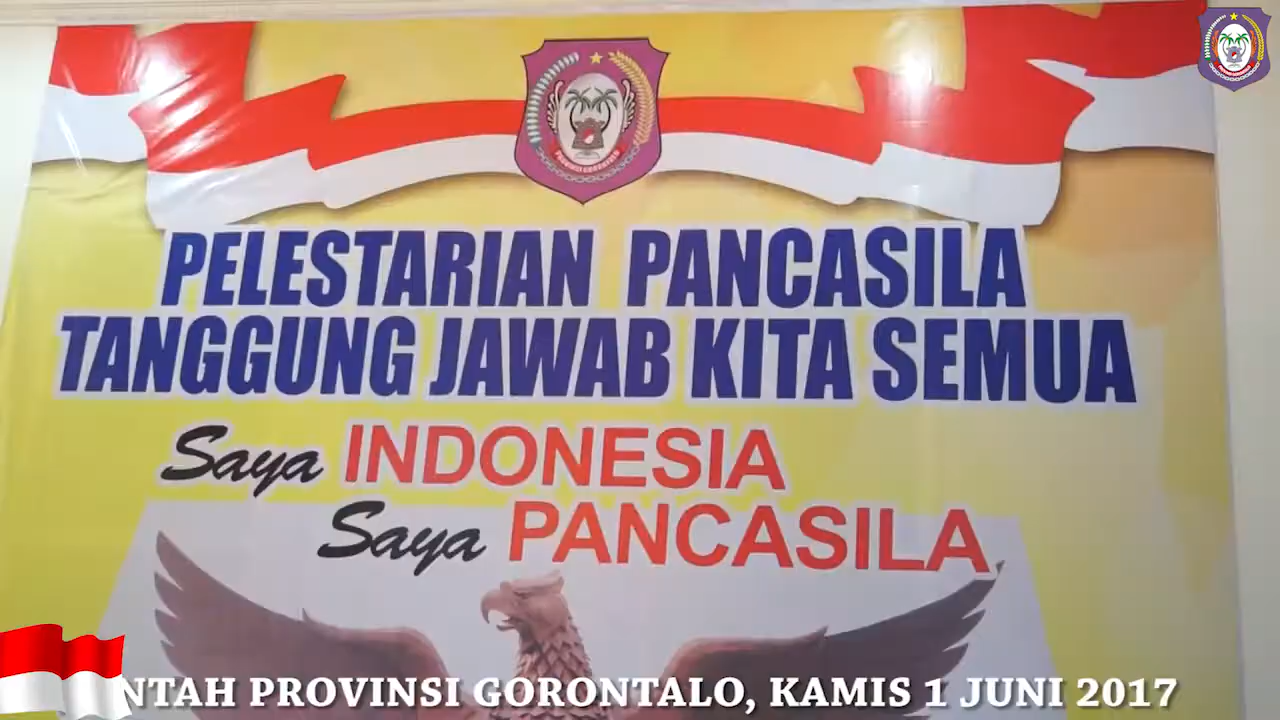 PELESTARIAN PANCASILA
TANGGUNG JAWAB KITA SEMUA
Saya INDONESIA
Saya PANCASILA
NTAH PROVINSI GORONTALO, KAMIS 1 JUNI 2017